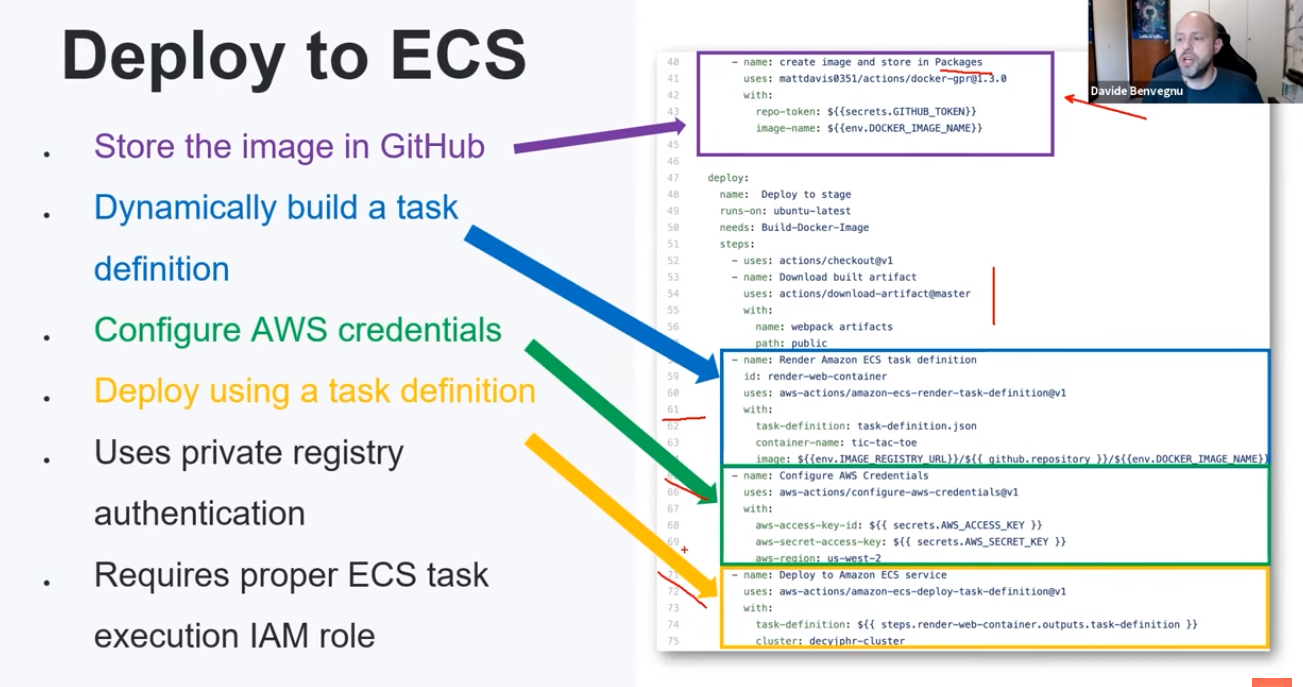 Deploy to ECS
Store the image in GitHub
Dynamically build a task
definition
Configure AWS credentials
Deploy using a task definition
Uses private registry
authentication
Requires proper ECS task
execution IAM role
40 - name: create image and store in Packages
41 uses: mattdavis0351/actions/docker-gpr@1.3.0
42 with:
43 repo-token: ${{secrets.GITHUB_TOKEN}}
44 image-name: ${{env.DOCKER_IMAGE_NAME}}
45
46
47 deploy:
48 name: Deploy to stage
49 runs-on: ubuntu-latest
50 needs: Build-Docker-Image
51 steps:
52 - uses: actions/checkout@v1
53 - name: Download built artifact
54 uses: actions/download-artifact@master
55 with:
56 name: webpack artifacts
path: public
- name: Render Amazon ECS task definition
59 id: render-web-container
60 uses: aws-actions/amazon-ecs-render-task-definition@v1
61 with:
62 task-definition: task-definition.json
63 container-name: tic-tac-toe
image: ${{env.IMAGE_REGISTRY_URL}}/${{ github.repository }}/${{env.DOCKER_IMAGE_NAME}}
- name: Configure AWS Credentials
66 uses: aws-actions/configure-aws-credentials@v1
67 with:
68 aws-access-key-id: ${{ secrets.AWS_ACCESS_KEY }}
69 aws-secret-access-key: ${{ secrets.AWS_SECRET_KEY }}
aws-region: us-west-2
71 - name: Deploy to Amazon ECS service
72 uses: aws-actions/amazon-ecs-deploy-task-definition@v1
73 with:
74 task-definition: ${{ steps.render-web-container.outputs.task-definition }}
75 cluster: decyjphr-cluster
Davide Benvegnu